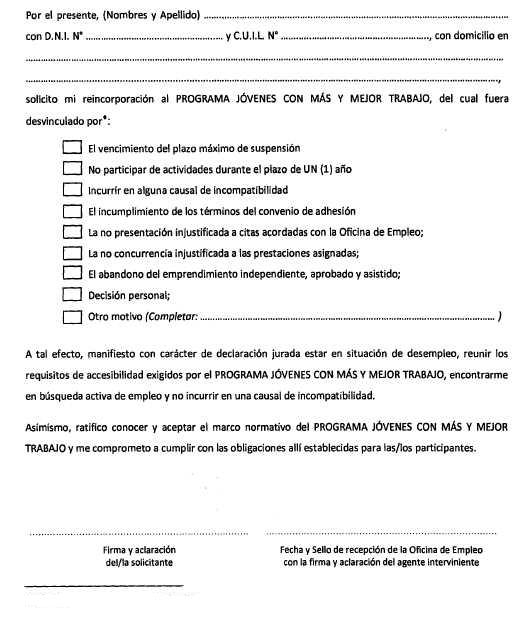 Por el presente, (Nombres y Apellido) ..........................................................................................................
con D.N.I. N° ................................................ y C.U.I.L. N° ...................................................., con domicilio en
......................................................................................................................................................................
.....................................................................................................................................................................,
solicito mi reincorporación al PROGRAMA JÓVENES CON MÁS Y MEJOR TRABAJO, del cual fuera
desvinculado por*:
El vencimiento del plazo máximo de suspensión
No participar de actividades durante el plazo de UN (1) año
Incurrir en alguna causal de incompatibilidad
El incumplimiento de los términos del convenio de adhesión
La no presentación injustificada a citas acordadas con la Oficina de Empleo;
La no concurrencia injustificada a las prestaciones asignadas;
El abandono del emprendimiento independiente, aprobado y asistido;
Decisión personal;
Otro motivo (Completar: ...................................................................................................... )
A tal efecto, manifiesto con carácter de declaración jurada estar en situación de desempleo, reunir los
requisitos de accesibilidad exigidos por el PROGRAMA JÓVENES CON MÁS Y MEJOR TRABAJO, encontrarme
en búsqueda activa de empleo y no incurrir en una causal de incompatibilidad.
Asimismo, ratifico conocer y aceptar el marco normativo del PROGRAMA JÓVENES CON MÁS Y MEJOR
TRABAJO y me comprometo a cumplir con las obligaciones allí establecidas para las/los participantes.
............................................................................ ................................................................................
Firma y aclaración Fecha y Sello de recepción de la Oficina de Empleo
del/la solicitante con la firma y aclaración del agente interviniente